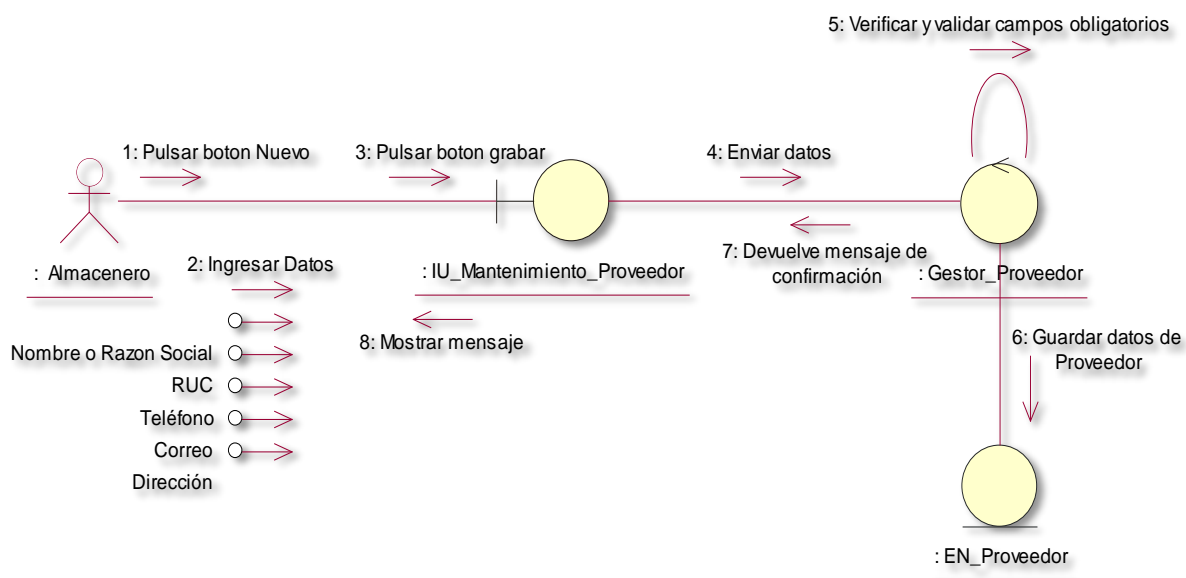 5: Verificar y validar campos obligatorios
1: Pulsar boton Nuevo
3: Pulsar boton grabar
4: Enviar datos
: Almacenero
2: Ingresar Datos
: IU_Mantenimiento_Proveedor
7: Devuelve mensaje de
confirmación
: Gestor_Proveedor
8: Mostrar mensaje
6: Guardar datos de
Proveedor
Nombre o Razon Social
RUC
Teléfono
Correo
Dirección
: EN_Proveedor